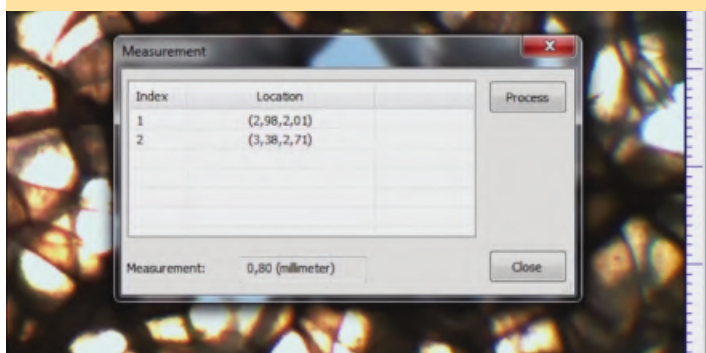 Measurement
Index Location
1 (2,98,2,01)
2 (3,38,2,71)
Process
Measurement: 0,80 (millimeter)
Close